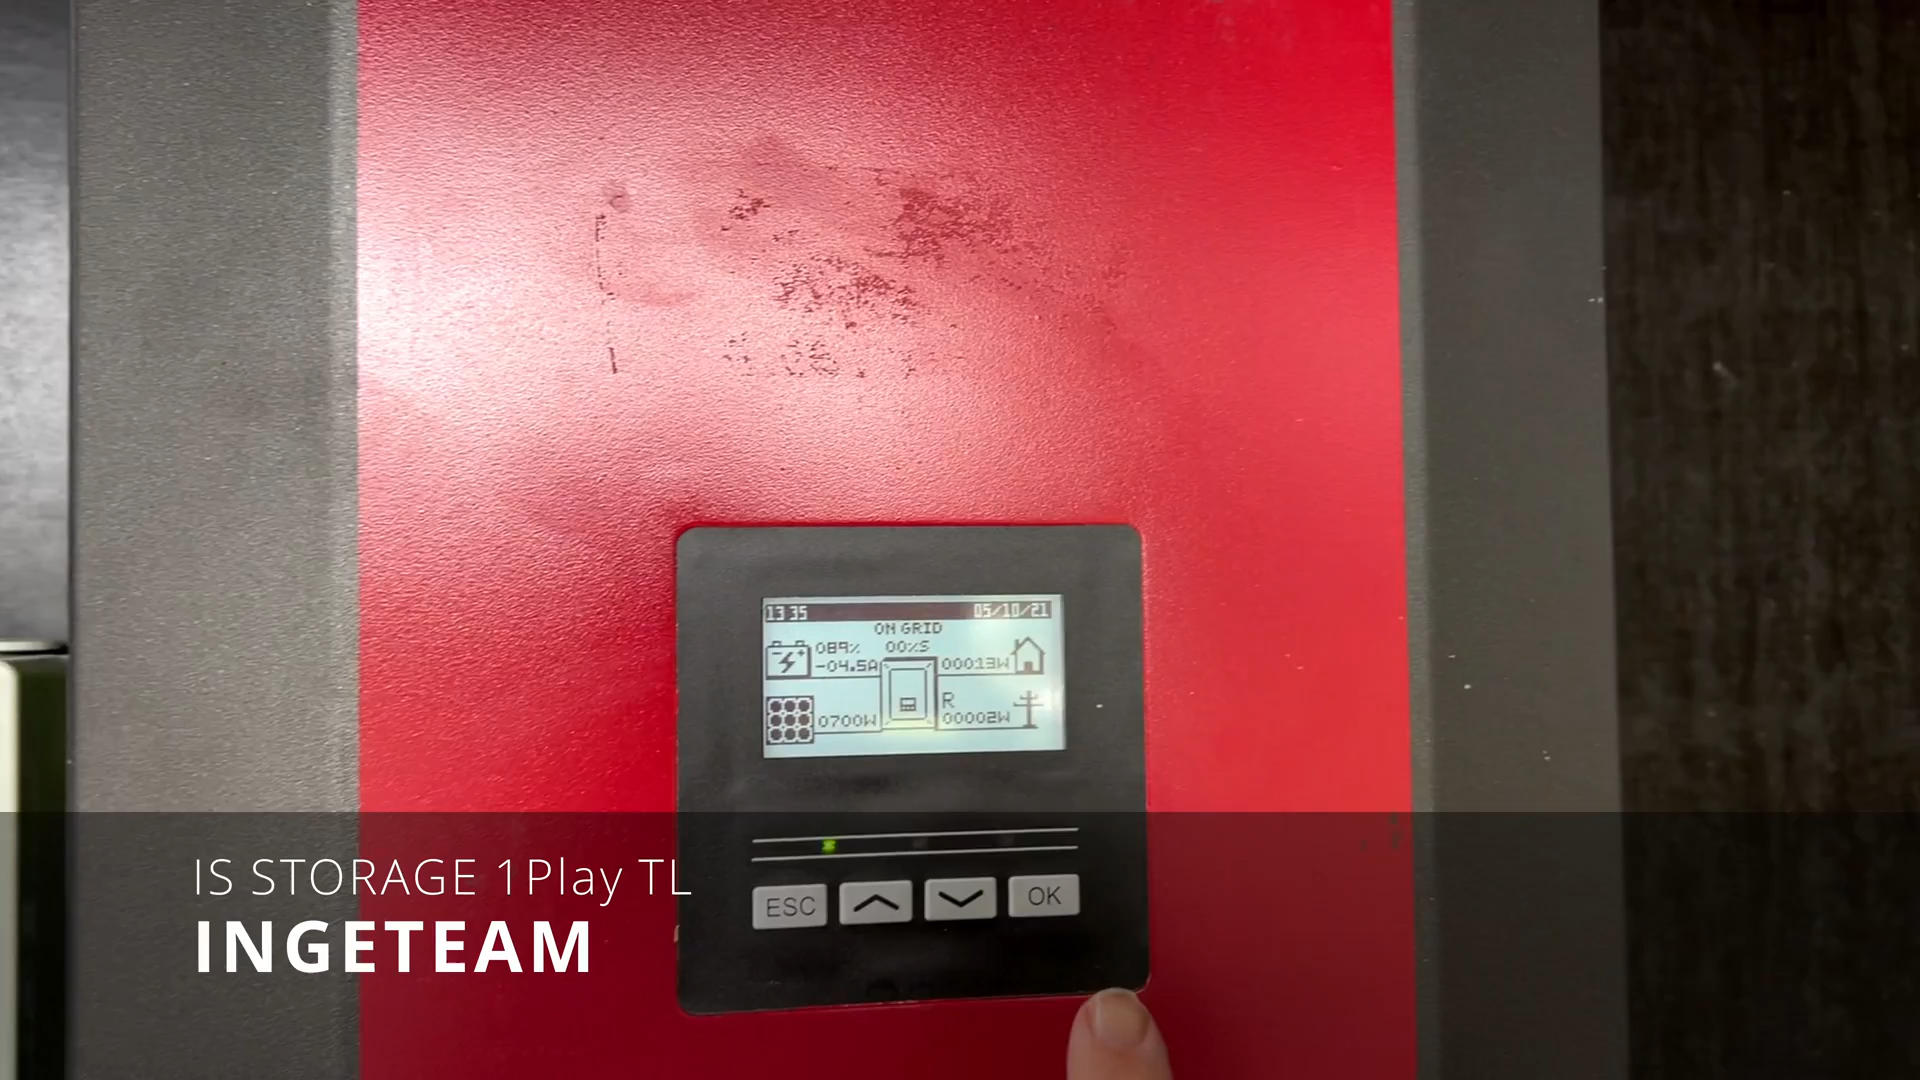 13:35 05/10/21
ON GRID
089% 00%S
-04.5A 00013W
R
0700W 00002W
ESC OK
IS STORAGE 1Play TL
INGETEAM